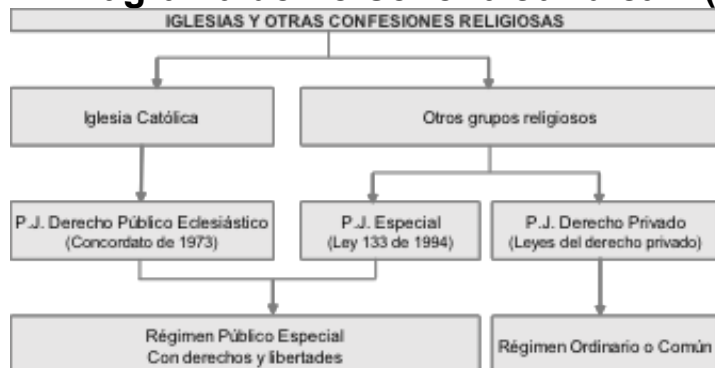 IGLESIAS Y OTRAS CONFESIONES RELIGIOSAS
Iglesia Católica
Otros grupos religiosos
P.J. Derecho Público Eclesiástico
(Concordato de 1973)
P.J. Especial
(Ley 133 de 1994)
P.J. Derecho Privado
(Leyes del derecho privado)
Régimen Público Especial
Con derechos y libertades
Régimen Ordinario o Común